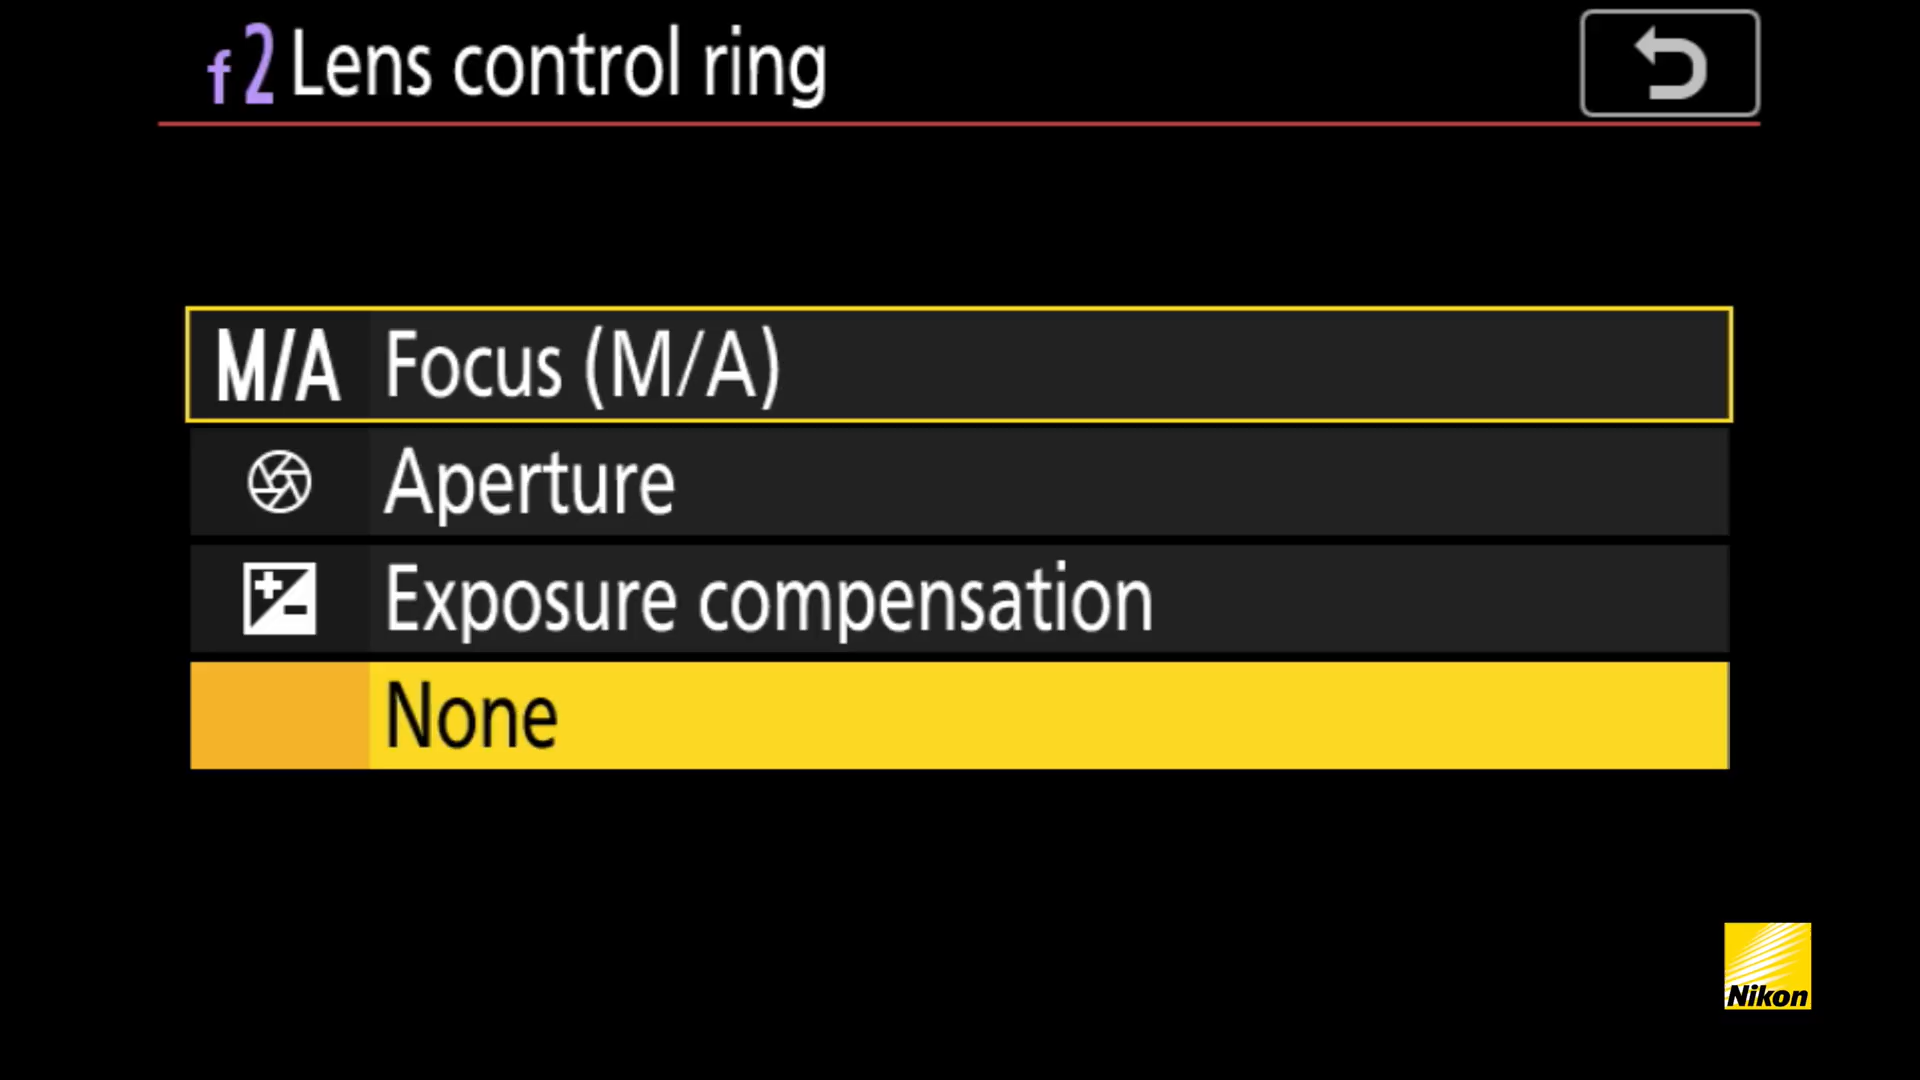 f2 Lens control ring
M/A Focus (M/A)
Aperture
Exposure compensation
None
Nikon